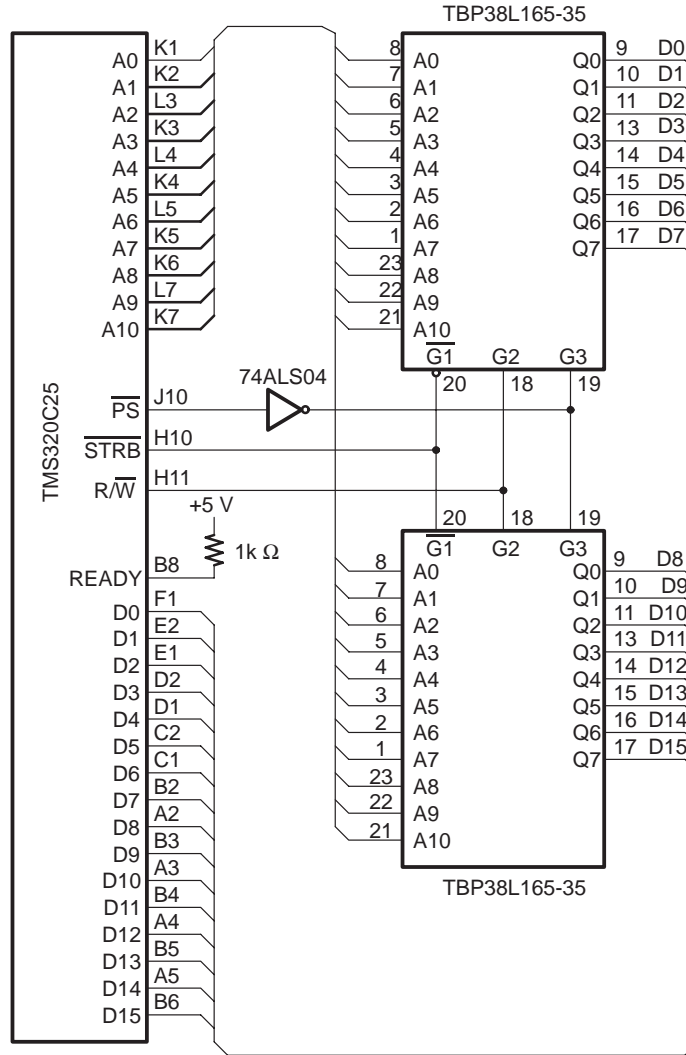 TBP38L165-35
TMS320C25
A0 K1
A1 K2
A2 L3
A3 K3
A4 L4
A5 K4
A6 L5
A7 K5
A8 K6
A9 L7
A10 K7
PS J10
STRB H10
R/W H11
READY B8
D0 F1
D1 E2
D2 E1
D3 D2
D4 D1
D5 C2
D6 C1
D7 B2
D8 A2
D9 B3
D10 A3
D11 B4
D12 A4
D13 B5
D14 A5
D15 B6
74ALS04
+5 V
1k Ω
8 A0 Q0 9 D0
7 A1 Q1 10 D1
6 A2 Q2 11 D2
5 A3 Q3 13 D3
4 A4 Q4 14 D4
3 A5 Q5 15 D5
2 A6 Q6 16 D6
1 A7 Q7 17 D7
23 A8
22 A9
21 A10
G1 G2 G3
20 18 19
20 18 19
G1 G2 G3
8 A0 Q0 9 D8
7 A1 Q1 10 D9
6 A2 Q2 11 D10
5 A3 Q3 13 D11
4 A4 Q4 14 D12
3 A5 Q5 15 D13
2 A6 Q6 16 D14
1 A7 Q7 17 D15
23 A8
22 A9
21 A10
TBP38L165-35